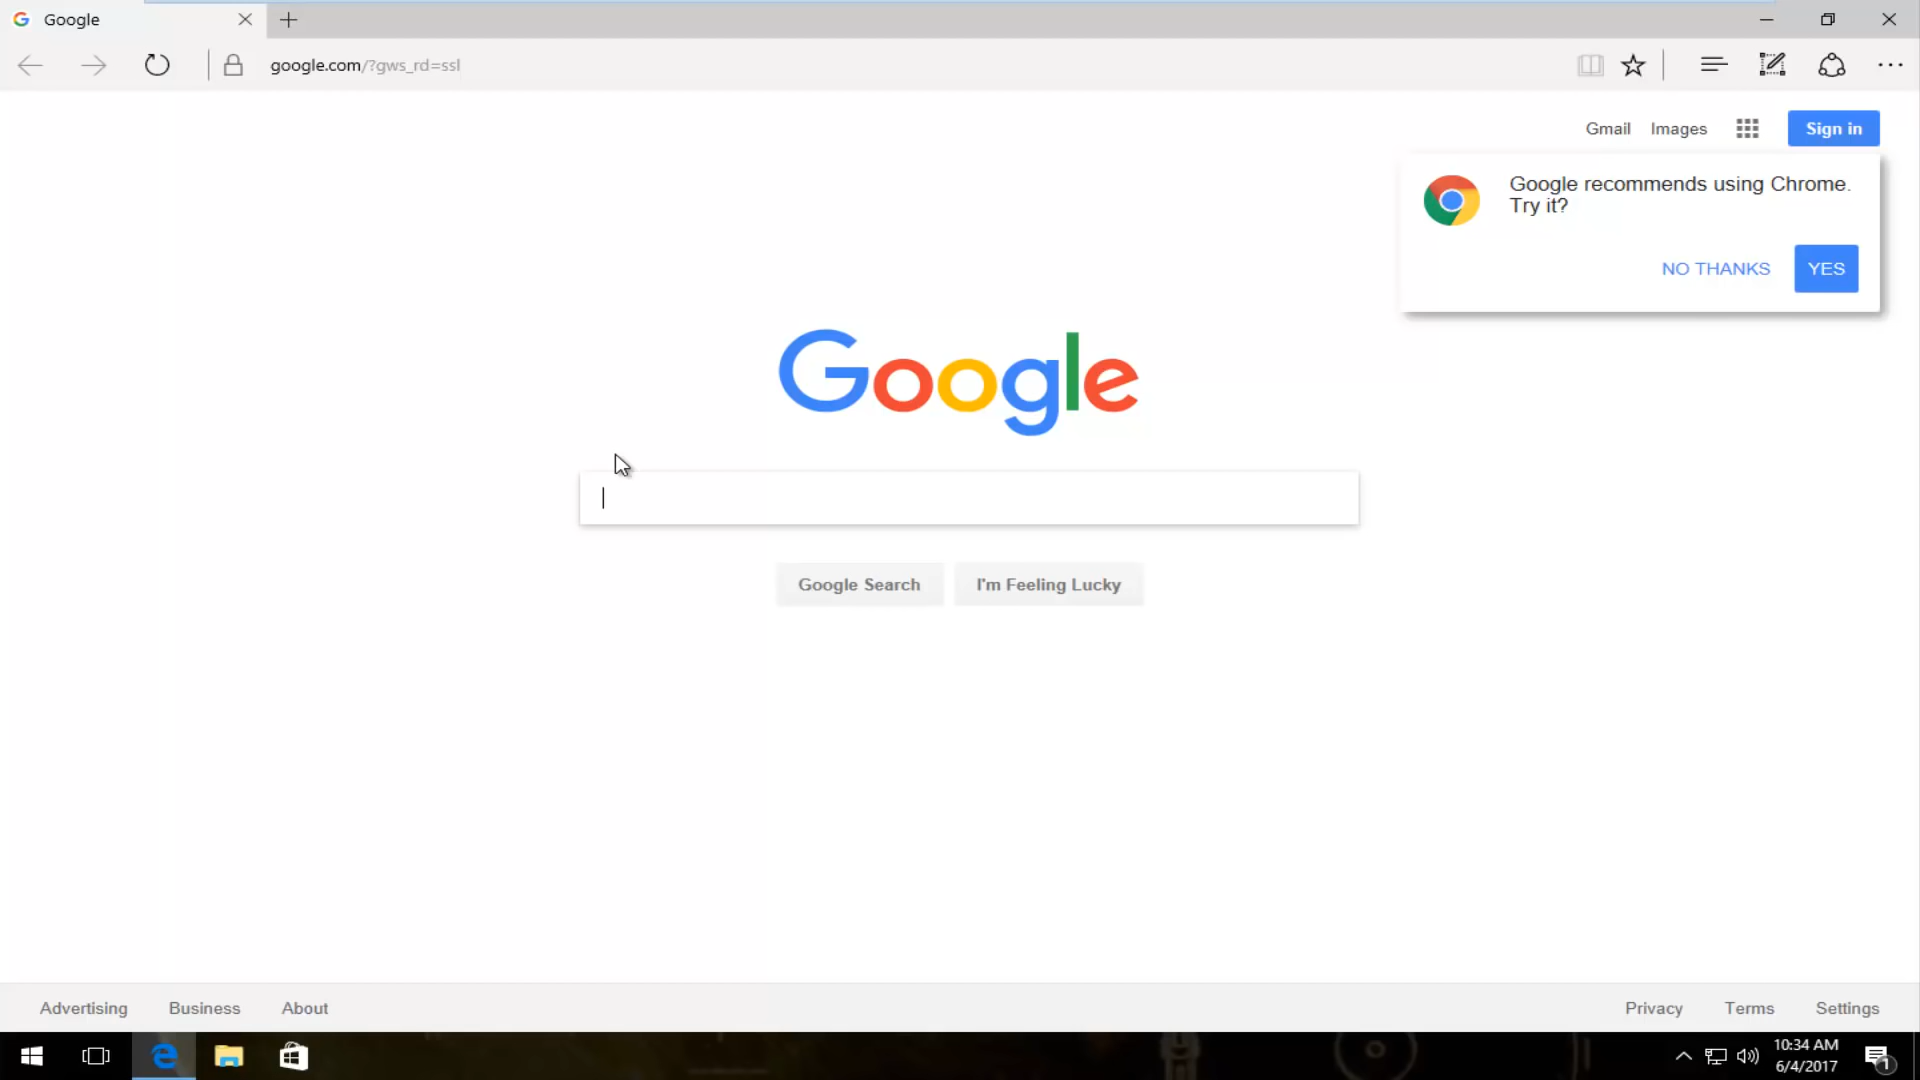 Google
google.com/?gws_rd=ssl
Gmail Images Sign in
Google recommends using Chrome.
Try it?
NO THANKS YES
Google
Google Search I'm Feeling Lucky
Advertising Business About Privacy Terms Settings
10:34 AM
6/4/2017
1